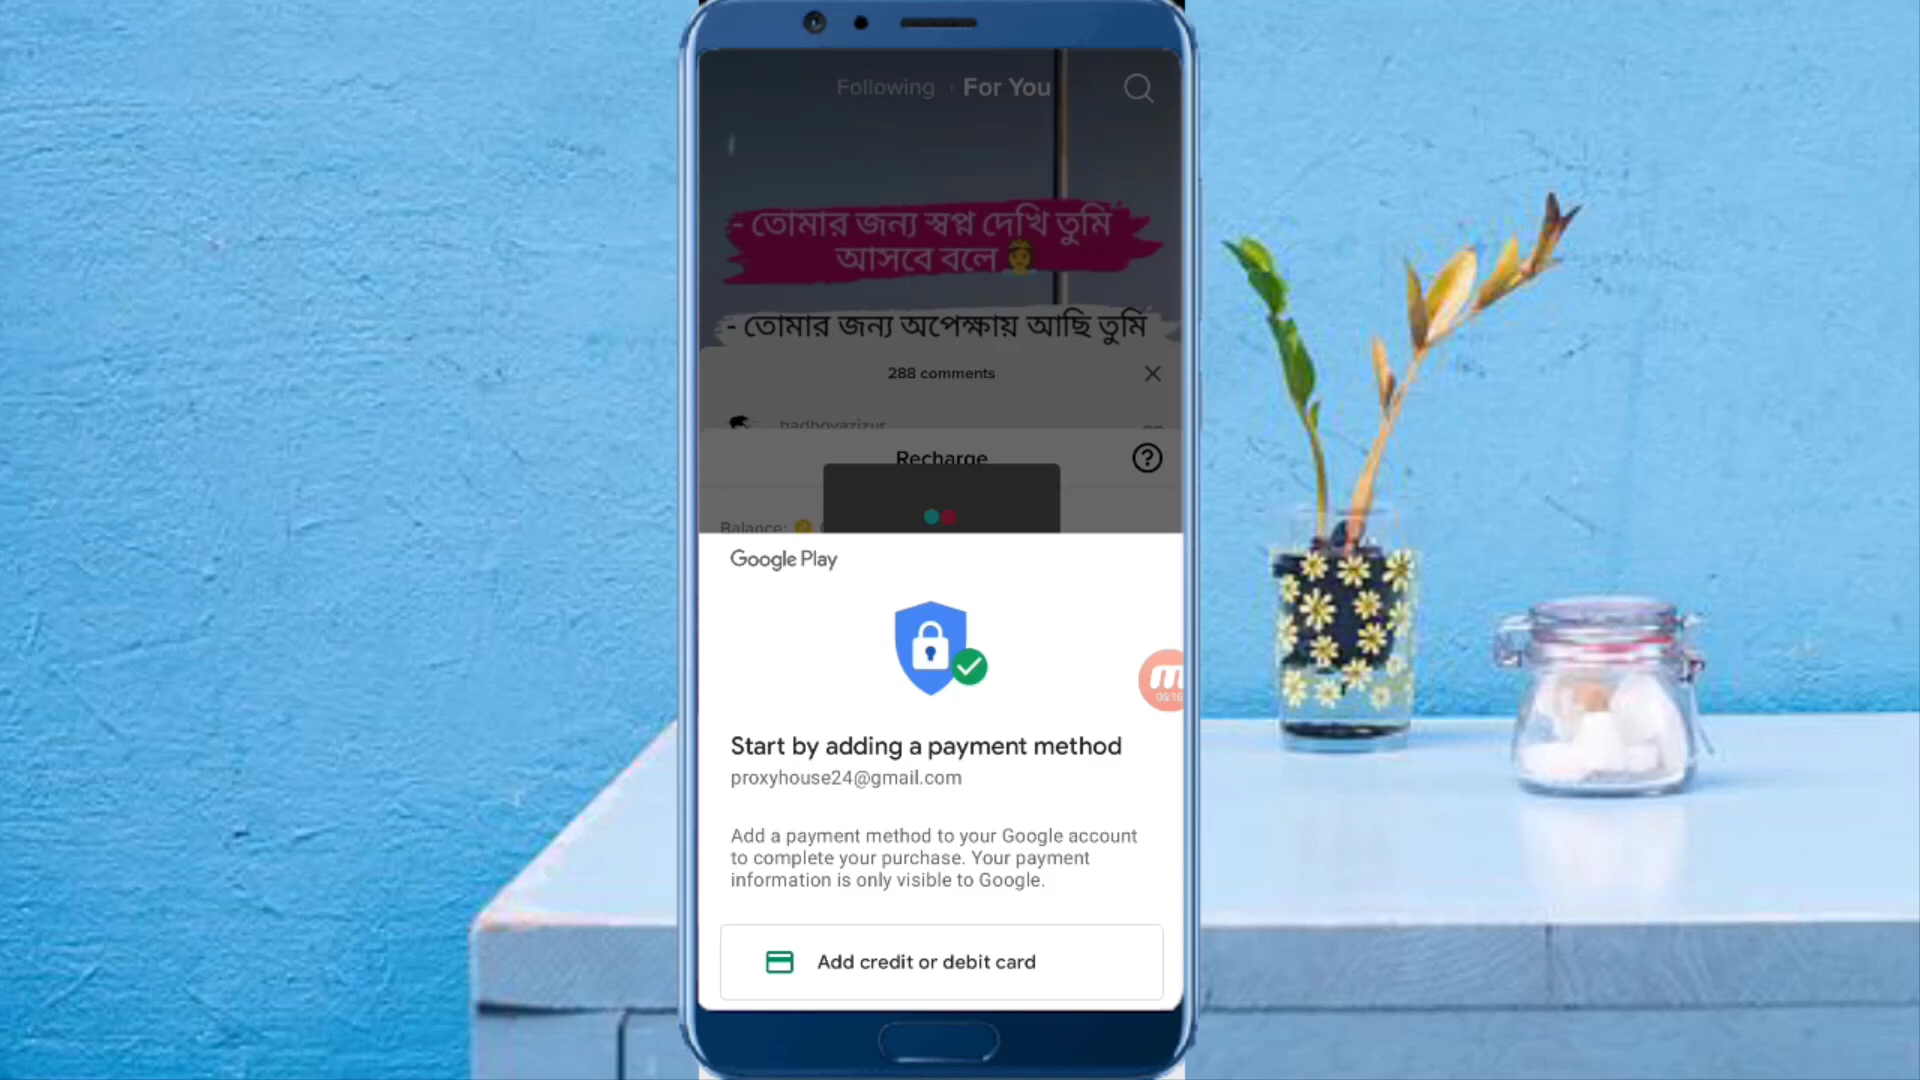 Following
For You
- তোমার জন্য স্বপ্ন দেখি তুমি
আসবে বলে
- তোমার জন্য অপেক্ষায় আছি তুমি
288 comments
Recharge
Balance:
Google Play
Start by adding a payment method
proxyhouse24@gmail.com
Add a payment method to your Google account
to complete your purchase. Your payment
information is only visible to Google.
Add credit or debit card